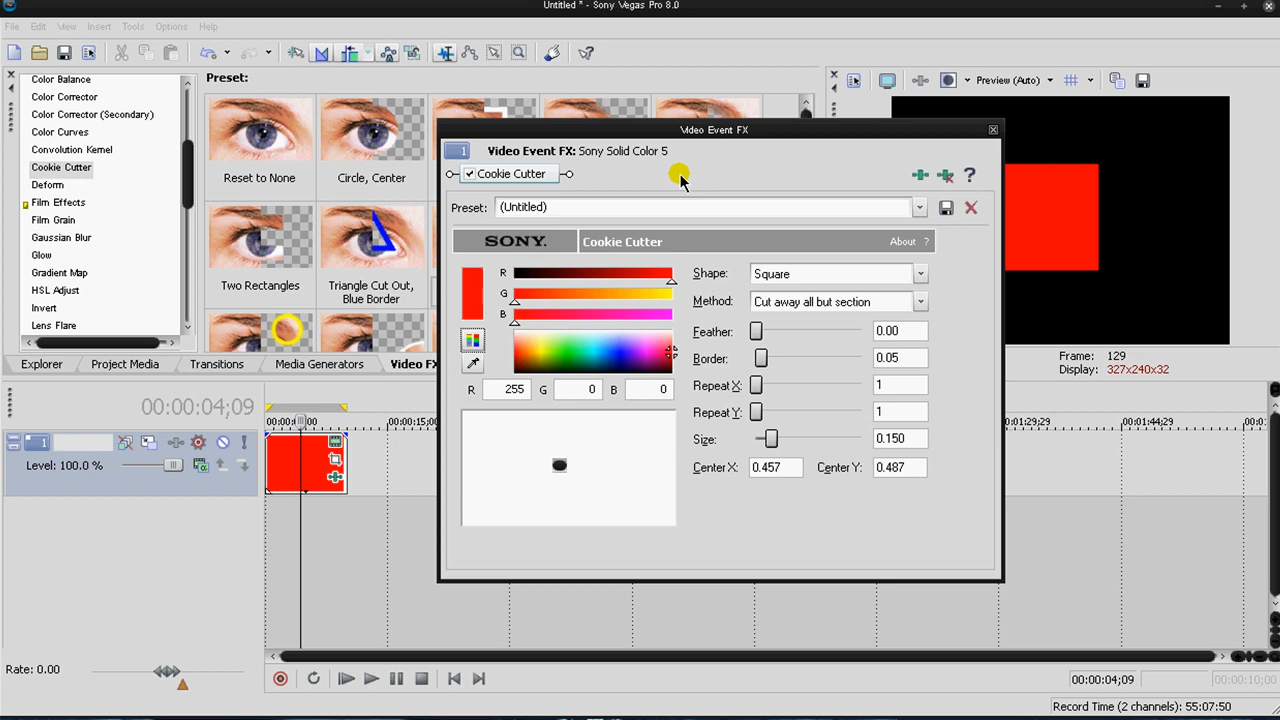 Untitled * - Sony Vegas Pro 8.0
File Edit View Insert Tools Options Help
Color Balance
Color Corrector
Color Corrector (Secondary)
Color Curves
Convolution Kernel
Cookie Cutter
Deform
Film Effects
Film Grain
Gaussian Blur
Glow
Gradient Map
HSL Adjust
Invert
Lens Flare
Preset:
Reset to None
Circle, Center
Two Rectangles
Triangle Cut Out,
Blue Border
Explorer
Project Media
Transitions
Media Generators
Video FX
Preview (Auto)
Frame: 129
Display: 327x240x32
Video Event FX
1 Video Event FX: Sony Solid Color 5
Cookie Cutter
Preset: (Untitled)
SONY. Cookie Cutter About ?
R
G
B
R 255 G 0 B 0
Shape: Square
Method: Cut away all but section
Feather: 0.00
Border: 0.05
Repeat X: 1
Repeat Y: 1
Size: 0.150
Center X: 0.457 Center Y: 0.487
00:00:04;09
00:00:15;
00:01:29;29
00:01:44;29
1
Level: 100.0 %
Rate: 0.00
00:00:04;09
00:00:10;00
Record Time (2 channels): 55:07:50